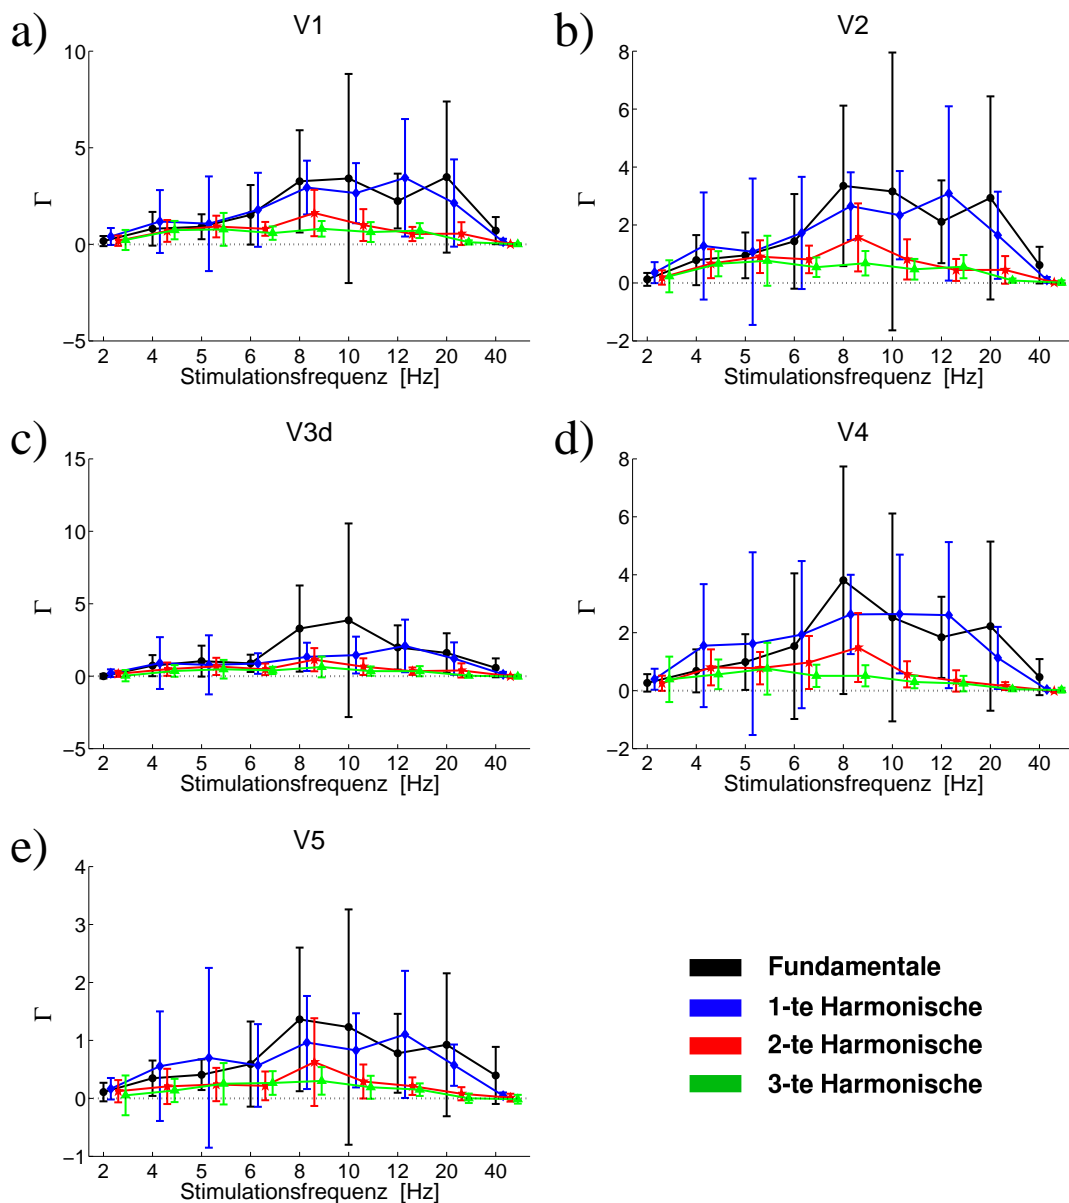 a) V1
10
5
0
−5
Γ
2 4 5 6 8 10 12 20 40
Stimulationsfrequenz [Hz]
b) V2
8
6
4
2
0
−2
Γ
2 4 5 6 8 10 12 20 40
Stimulationsfrequenz [Hz]
c) V3d
15
10
5
0
−5
Γ
2 4 5 6 8 10 12 20 40
Stimulationsfrequenz [Hz]
d) V4
8
6
4
2
0
−2
Γ
2 4 5 6 8 10 12 20 40
Stimulationsfrequenz [Hz]
e) V5
4
3
2
1
0
−1
Γ
2 4 5 6 8 10 12 20 40
Stimulationsfrequenz [Hz]
Fundamentale
1-te Harmonische
2-te Harmonische
3-te Harmonische